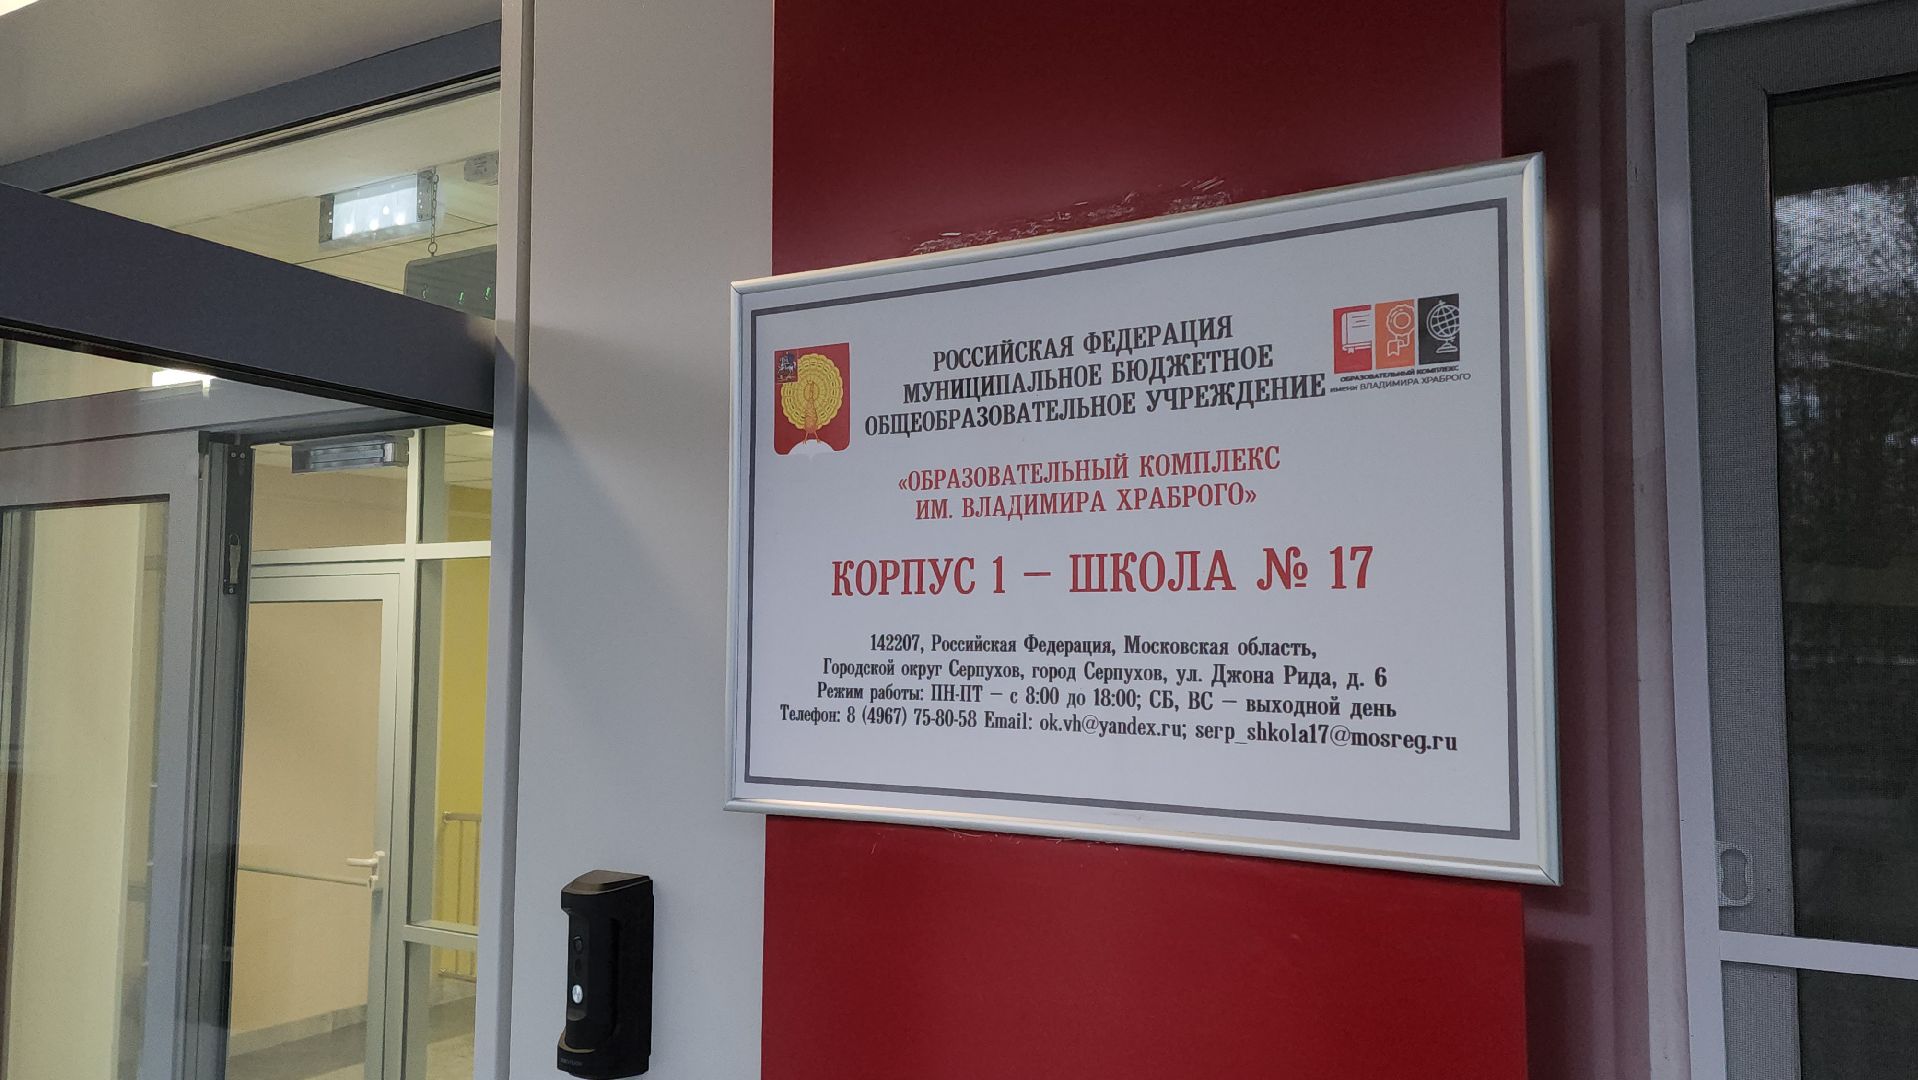 РОССИЙСКАЯ ФЕДЕРАЦИЯ
МУНИЦИПАЛЬНОЕ БЮДЖЕТНОЕ
ОБЩЕОБРАЗОВАТЕЛЬНОЕ УЧРЕЖДЕНИЕ
ОБРАЗОВАТЕЛЬНЫЙ КОМПЛЕКС
имени ВЛАДИМИРА ХРАБРОГО
«ОБРАЗОВАТЕЛЬНЫЙ КОМПЛЕКС
ИМ. ВЛАДИМИРА ХРАБРОГО»
КОРПУС 1 – ШКОЛА № 17
142207, Российская Федерация, Московская область,
Городской округ Серпухов, город Серпухов, ул. Джона Рида, д. 6
Режим работы: ПН-ПТ – с 8:00 до 18:00; СБ, ВС – выходной день
Телефон: 8 (4967) 75-80-58 Email: ok.vh@yandex.ru; serp_shkola17@mosreg.ru